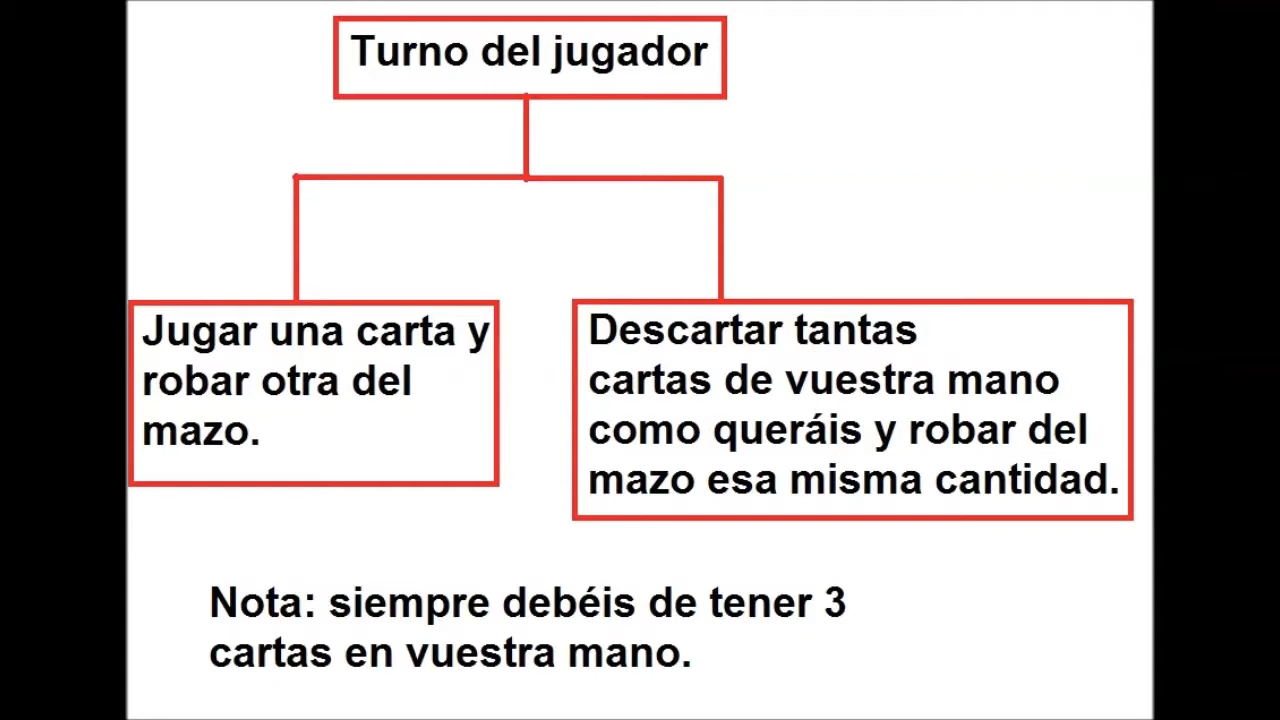 Turno del jugador
Jugar una carta y
robar otra del
mazo.
Descartar tantas
cartas de vuestra mano
como queráis y robar del
mazo esa misma cantidad.
Nota: siempre debéis de tener 3
cartas en vuestra mano.